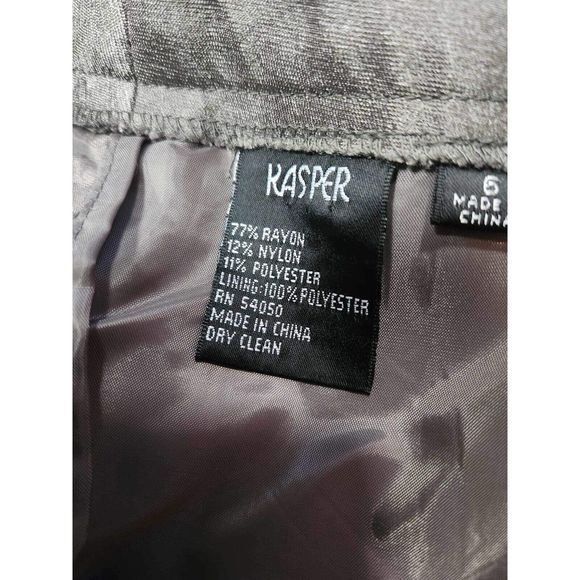 KASPER
77% RAYON
12% NYLON
11% POLYESTER
LINING:100% POLYESTER
RN 54050
MADE IN CHINA
DRY CLEAN
6
MADE
CHINA